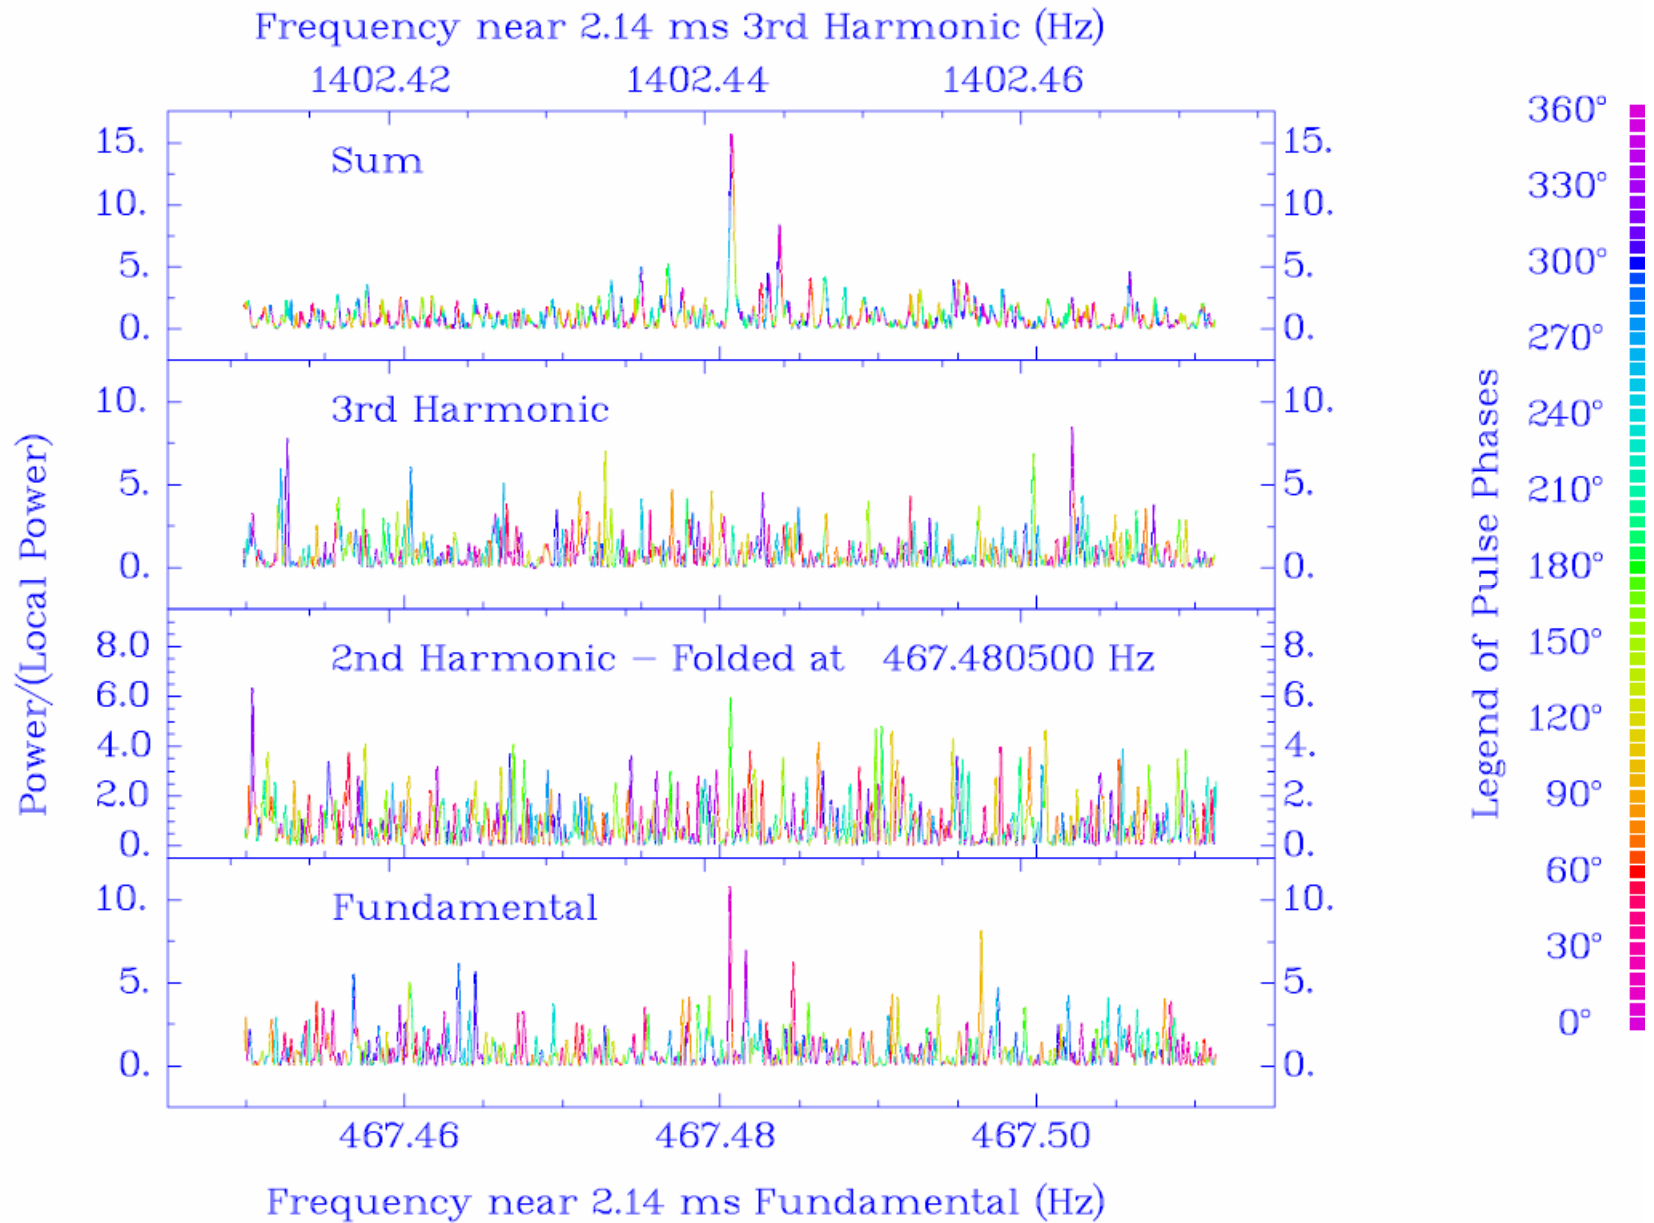 Frequency near 2.14 ms 3rd Harmonic (Hz)
1402.42 1402.44 1402.46
Sum
15. 15.
10. 10.
5. 5.
0. 0.
3rd Harmonic
10. 10.
5. 5.
0. 0.
2nd Harmonic – Folded at 467.480500 Hz
8.0 8.
6.0 6.
4.0 4.
2.0 2.
0. 0.
Fundamental
10. 10.
5. 5.
0. 0.
467.46 467.48 467.50
Frequency near 2.14 ms Fundamental (Hz)
Power/(Local Power)
Legend of Pulse Phases
360°
330°
300°
270°
240°
210°
180°
150°
120°
90°
60°
30°
0°